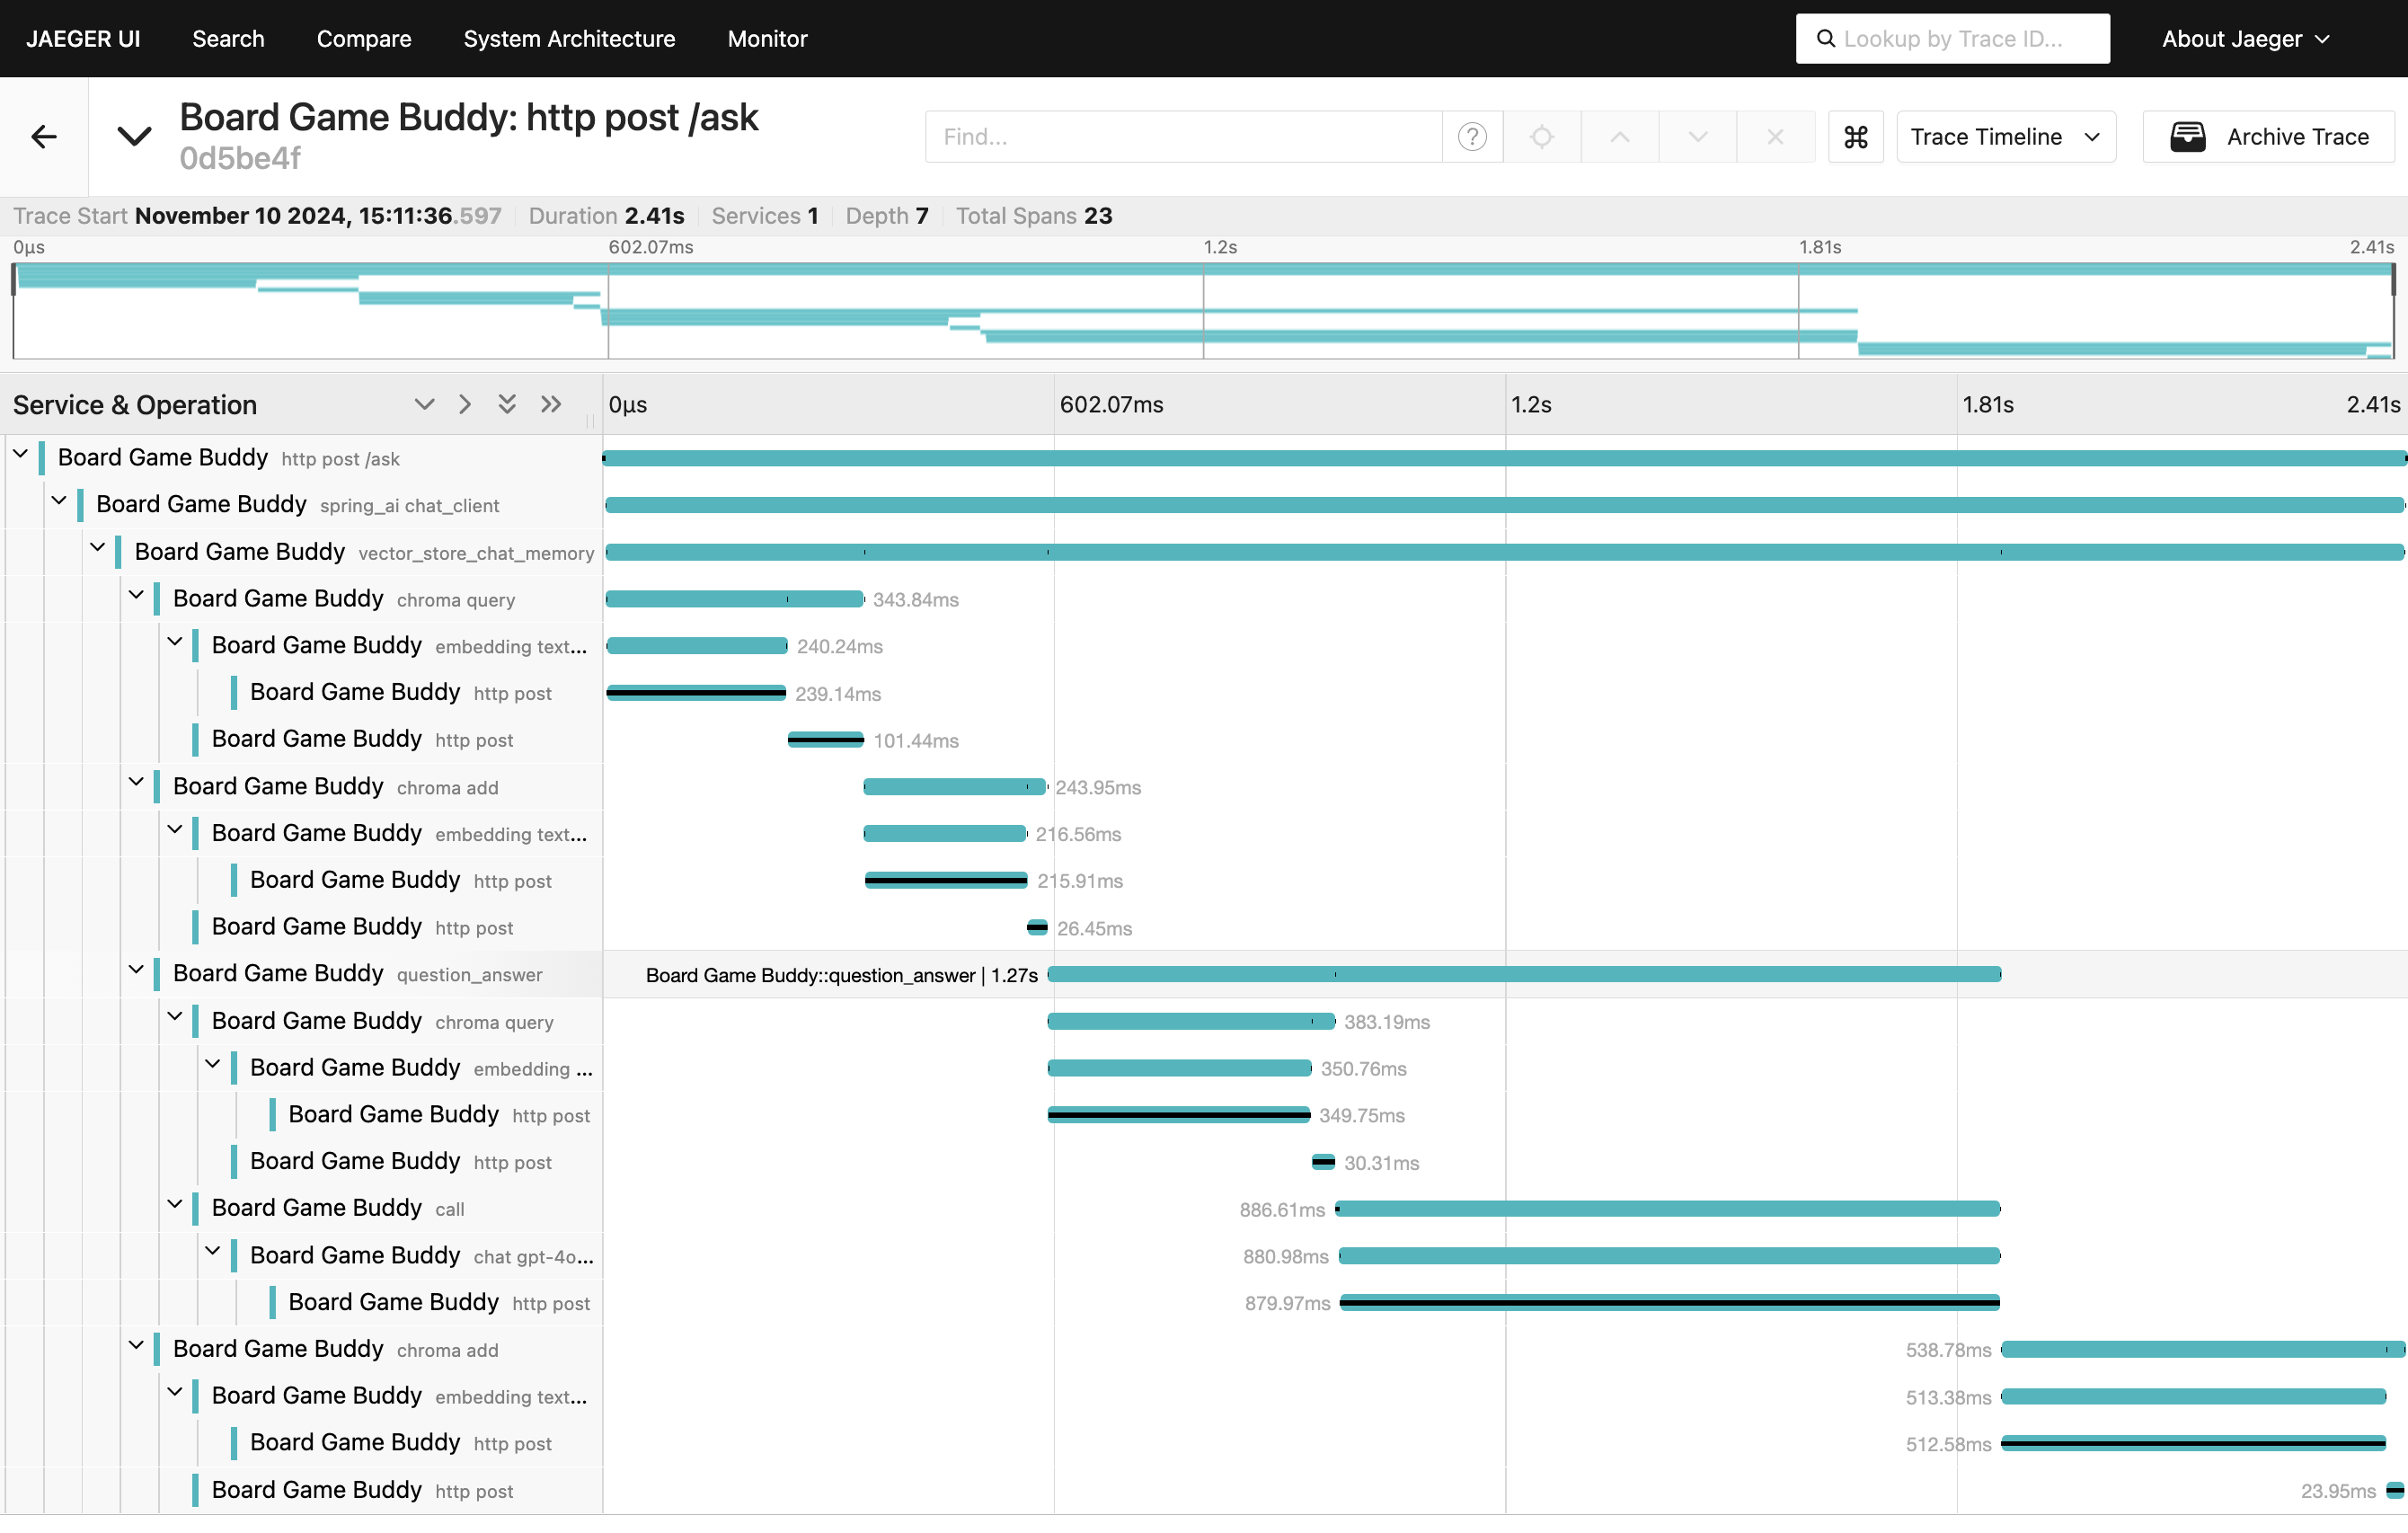 JAEGER UI Search Compare System Architecture Monitor Lookup by Trace ID... About Jaeger
Board Game Buddy: http post /ask
0d5be4f
Find... ? Trace Timeline Archive Trace
Trace Start November 10 2024, 15:11:36.597 Duration 2.41s Services 1 Depth 7 Total Spans 23
0μs 602.07ms 1.2s 1.81s 2.41s
Service & Operation 0μs 602.07ms 1.2s 1.81s 2.41s
Board Game Buddy http post /ask
Board Game Buddy spring_ai chat_client
Board Game Buddy vector_store_chat_memory
Board Game Buddy chroma query 343.84ms
Board Game Buddy embedding text... 240.24ms
Board Game Buddy http post 239.14ms
Board Game Buddy http post 101.44ms
Board Game Buddy chroma add 243.95ms
Board Game Buddy embedding text... 216.56ms
Board Game Buddy http post 215.91ms
Board Game Buddy http post 26.45ms
Board Game Buddy question_answer Board Game Buddy::question_answer | 1.27s
Board Game Buddy chroma query 383.19ms
Board Game Buddy embedding ... 350.76ms
Board Game Buddy http post 349.75ms
Board Game Buddy http post 30.31ms
Board Game Buddy call 886.61ms
Board Game Buddy chat gpt-4o... 880.98ms
Board Game Buddy http post 879.97ms
Board Game Buddy chroma add 538.78ms
Board Game Buddy embedding text... 513.38ms
Board Game Buddy http post 512.58ms
Board Game Buddy http post 23.95ms